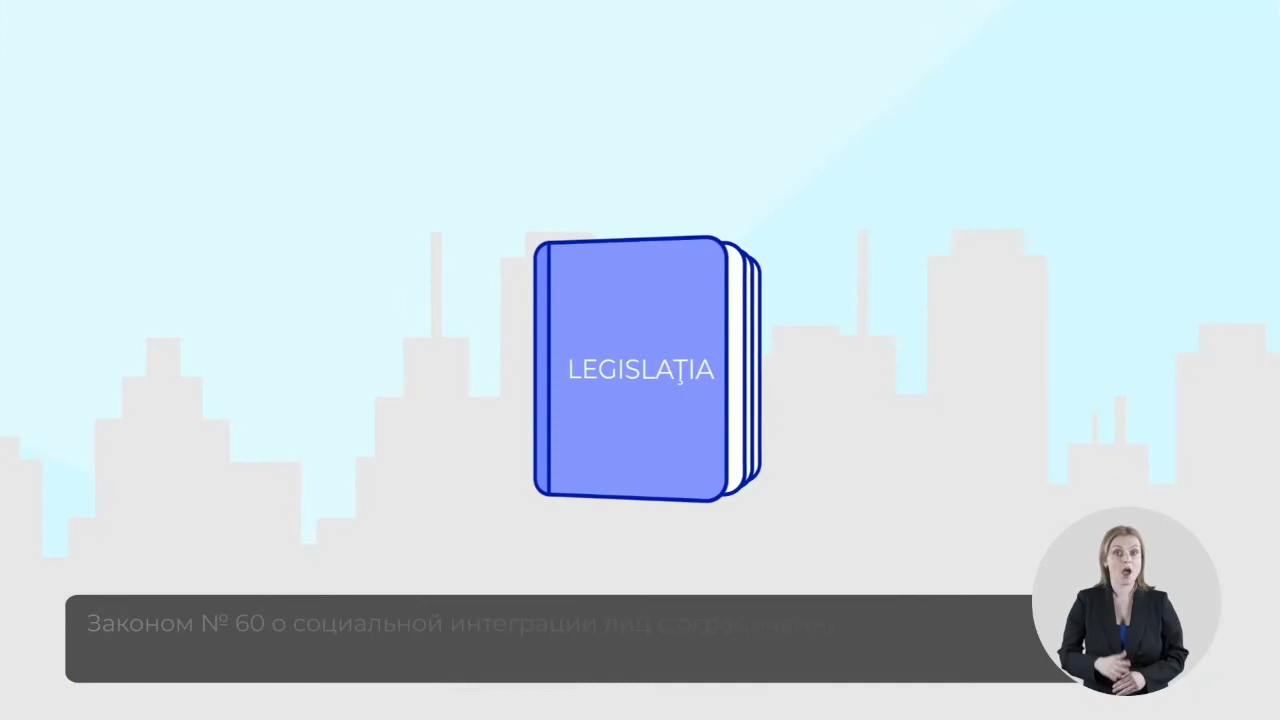 LEGISLAŢIA
Законом № 60 о социальной интеграции лиц с